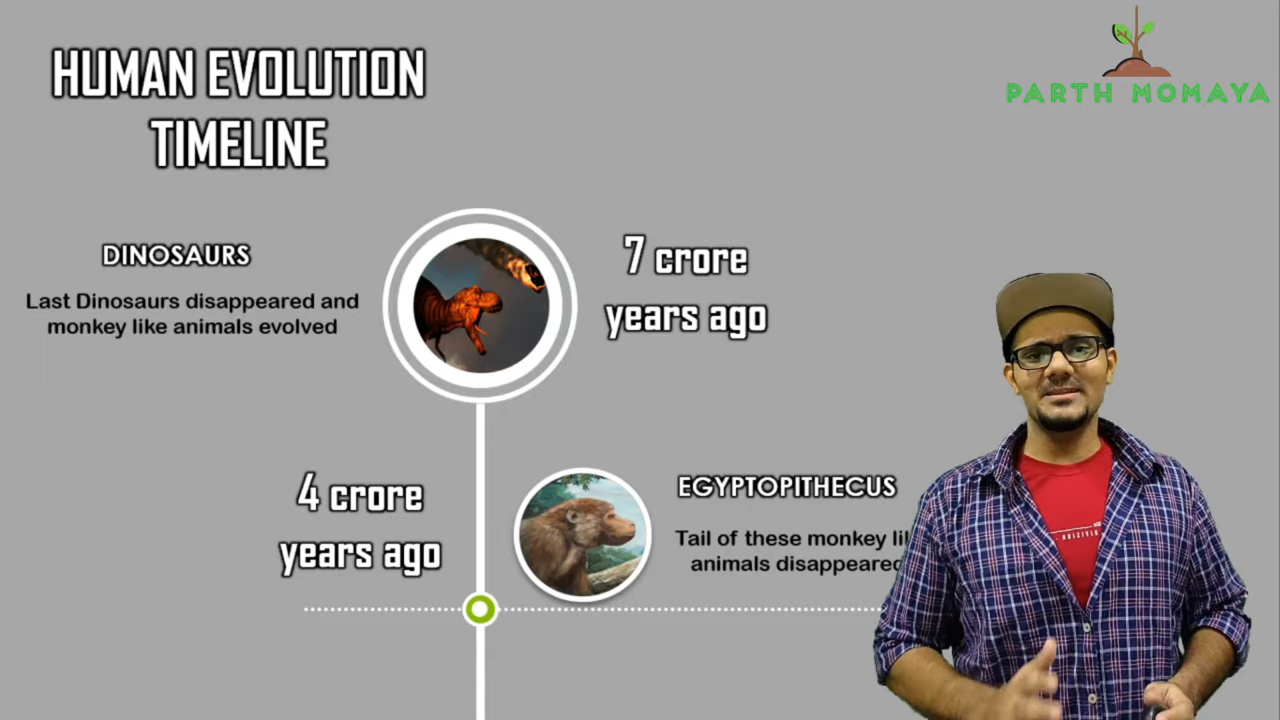 HUMAN EVOLUTION
TIMELINE
PARTH MOMAYA
DINOSAURS
Last Dinosaurs disappeared and
monkey like animals evolved
7 crore
years ago
4 crore
years ago
EGYPTOPITHECUS
Tail of these monkey
animals disappeared